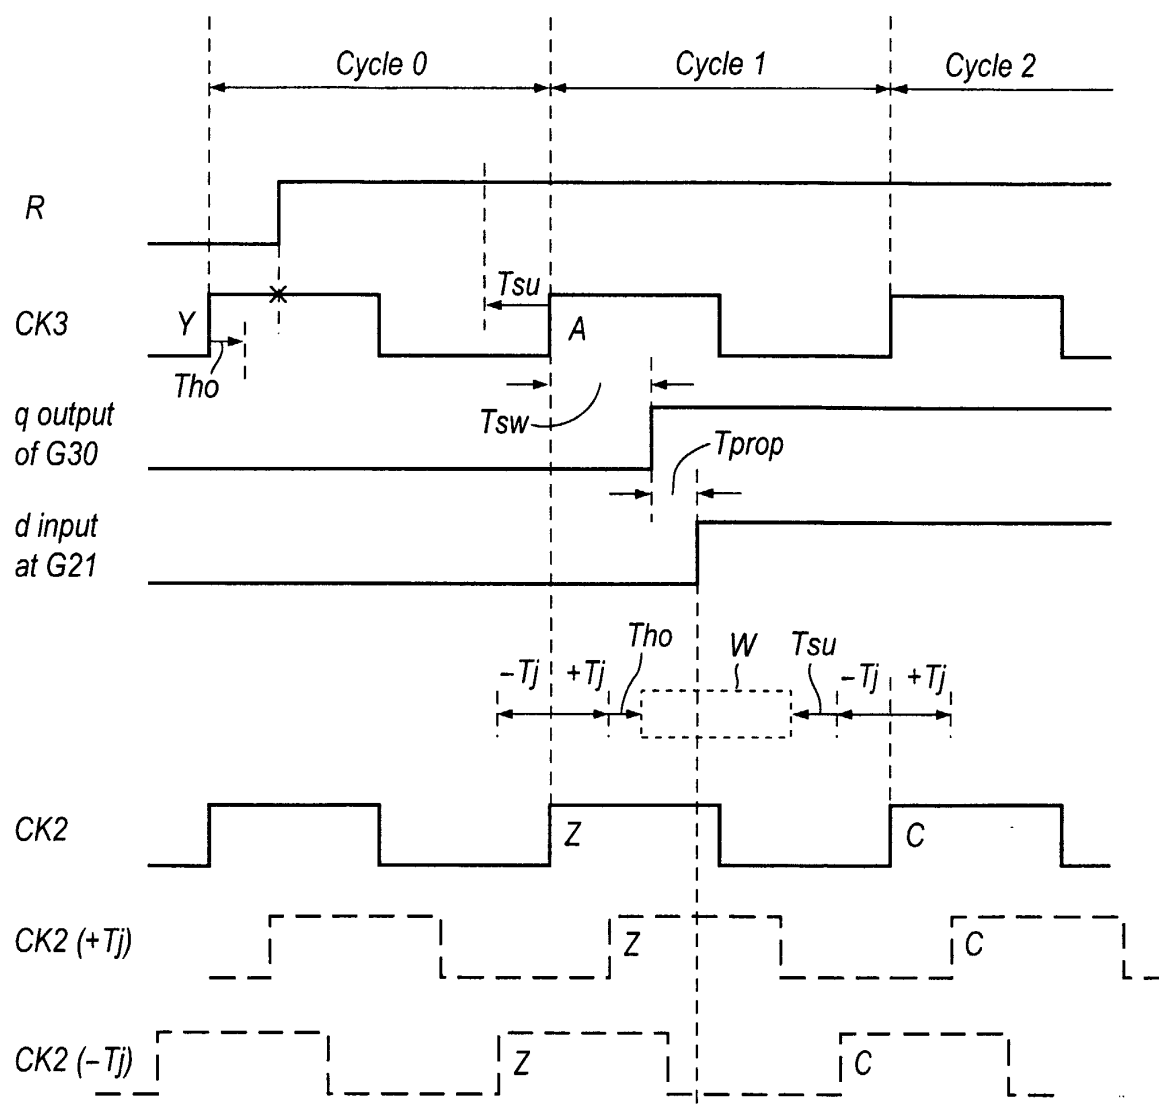 Cycle 0
Cycle 1
Cycle 2
R
Tsu
CK3
Y
A
Tho
q output
of G30
Tsw
Tprop
d input
at G21
Tho
W
Tsu
–Tj
+Tj
–Tj
+Tj
CK2
Z
C
CK2 (+Tj)
Z
C
CK2 (–Tj)
Z
C